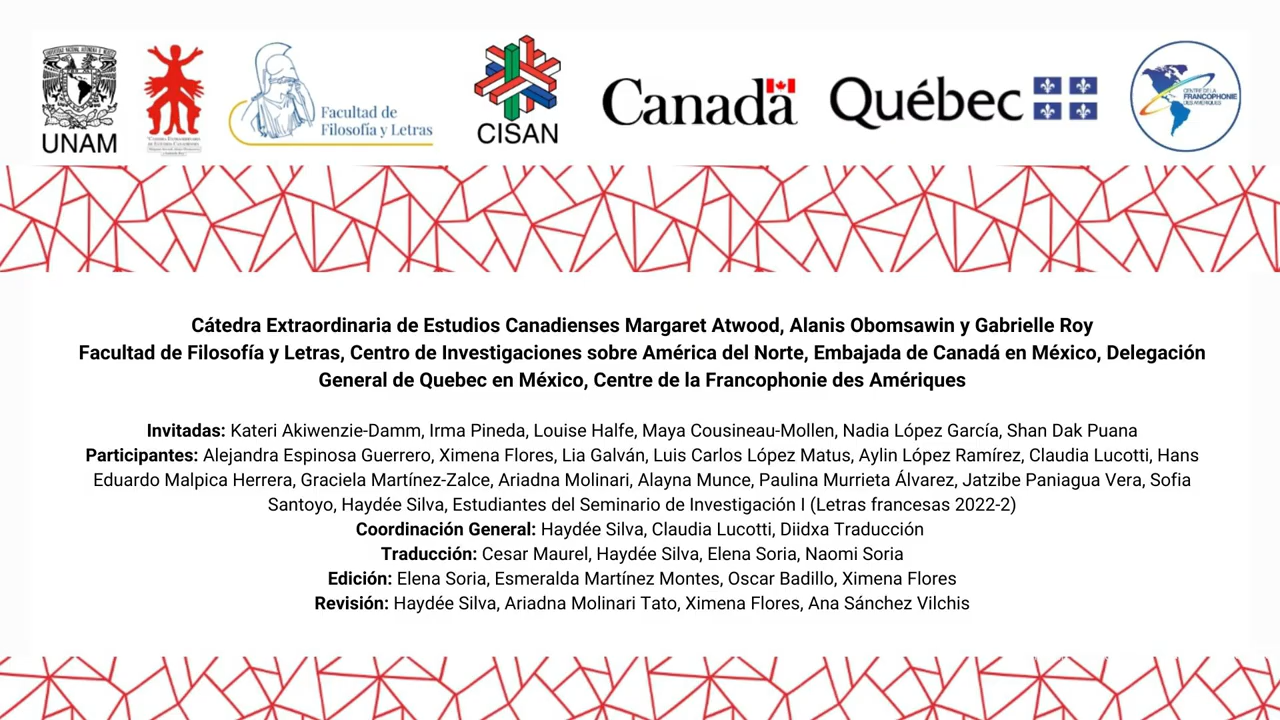 UNAM
Facultad de
Filosofía y Letras
CISAN
Canada
Québec
CENTRE DE LA
FRANCOPHONIE
DES AMÉRIQUES
Cátedra Extraordinaria de Estudios Canadienses Margaret Atwood, Alanis Obomsawin y Gabrielle Roy
Facultad de Filosofía y Letras, Centro de Investigaciones sobre América del Norte, Embajada de Canadá en México, Delegación
General de Quebec en México, Centre de la Francophonie des Amériques
Invitadas: Kateri Akiwenzie-Damm, Irma Pineda, Louise Halfe, Maya Cousineau-Mollen, Nadia López García, Shan Dak Puana
Participantes: Alejandra Espinosa Guerrero, Ximena Flores, Lia Galván, Luis Carlos López Matus, Aylin López Ramírez, Claudia Lucotti, Hans
Eduardo Malpica Herrera, Graciela Martínez-Zalce, Ariadna Molinari, Alayna Munce, Paulina Murrieta Álvarez, Jatzibe Paniagua Vera, Sofia
Santoyo, Haydée Silva, Estudiantes del Seminario de Investigación I (Letras francesas 2022-2)
Coordinación General: Haydée Silva, Claudia Lucotti, Diidxa Traducción
Traducción: Cesar Maurel, Haydée Silva, Elena Soria, Naomi Soria
Edición: Elena Soria, Esmeralda Martínez Montes, Oscar Badillo, Ximena Flores
Revisión: Haydée Silva, Ariadna Molinari Tato, Ximena Flores, Ana Sánchez Vilchis